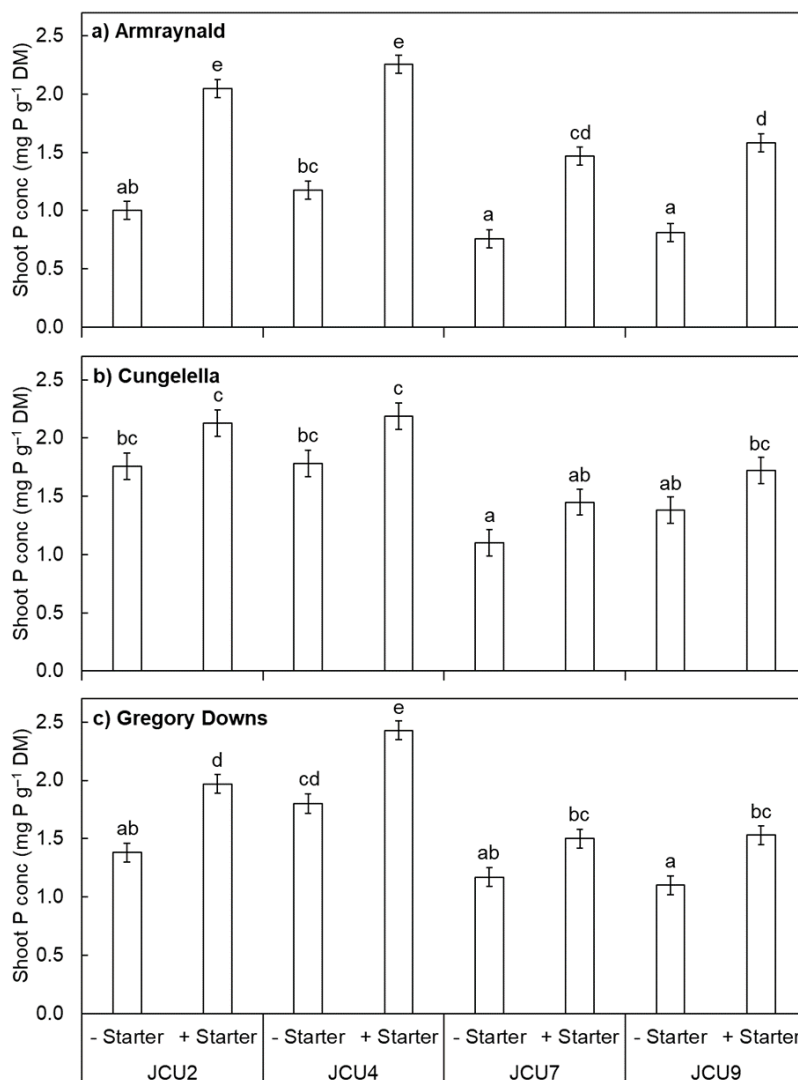 a) Armraynald
Shoot P conc (mg P g⁻¹ DM)
2.5
2.0
1.5
1.0
0.5
0.0
ab
e
bc
e
a
cd
a
d
b) Cungelella
Shoot P conc (mg P g⁻¹ DM)
2.5
2.0
1.5
1.0
0.5
0.0
bc
c
bc
c
a
ab
ab
bc
c) Gregory Downs
Shoot P conc (mg P g⁻¹ DM)
2.5
2.0
1.5
1.0
0.5
0.0
ab
d
cd
e
ab
bc
a
bc
- Starter + Starter - Starter + Starter - Starter + Starter - Starter + Starter
JCU2 JCU4 JCU7 JCU9